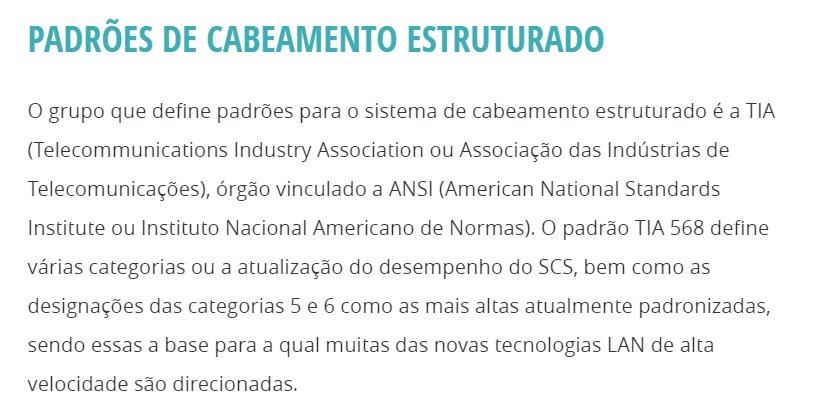 PADRÕES DE CABEAMENTO ESTRUTURADO
O grupo que define padrões para o sistema de cabeamento estruturado é a TIA
(Telecommunications Industry Association ou Associação das Indústrias de
Telecomunicações), órgão vinculado a ANSI (American National Standards
Institute ou Instituto Nacional Americano de Normas). O padrão TIA 568 define
várias categorias ou a atualização do desempenho do SCS, bem como as
designações das categorias 5 e 6 como as mais altas atualmente padronizadas,
sendo essas a base para a qual muitas das novas tecnologias LAN de alta
velocidade são direcionadas.